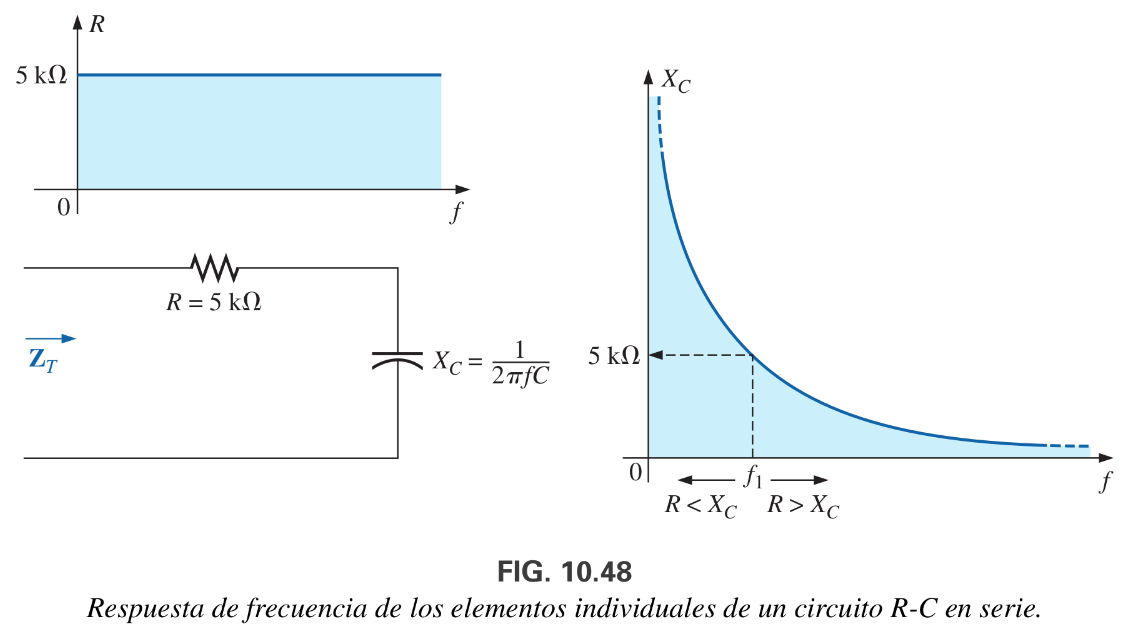 R
5 kΩ
0
f
R = 5 kΩ
Z_T
X_C = 1/(2πfC)
X_C
5 kΩ
0
f₁
f
R < X_C
R > X_C
FIG. 10.48
Respuesta de frecuencia de los elementos individuales de un circuito R-C en serie.